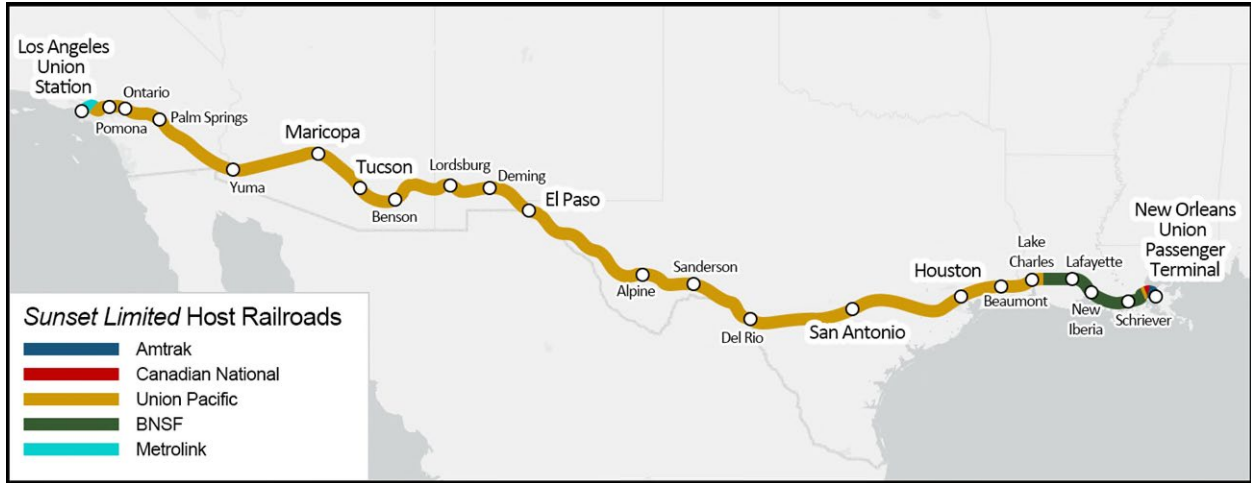 Los Angeles
Union
Station
Ontario
Pomona
Palm Springs
Yuma
Maricopa
Tucson
Benson
Lordsburg
Deming
El Paso
Alpine
Sanderson
Del Rio
San Antonio
Houston
Beaumont
Lake
Charles
Lafayette
New
Iberia
Schriever
New Orleans
Union
Passenger
Terminal
Sunset Limited Host Railroads
Amtrak
Canadian National
Union Pacific
BNSF
Metrolink